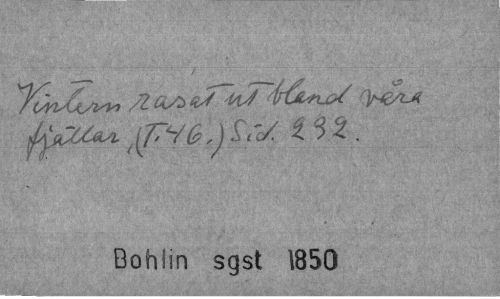 Vintern rasat ut bland våra
fjällar, (T.46.) Sid. 232.
Bohlin sgst 1850